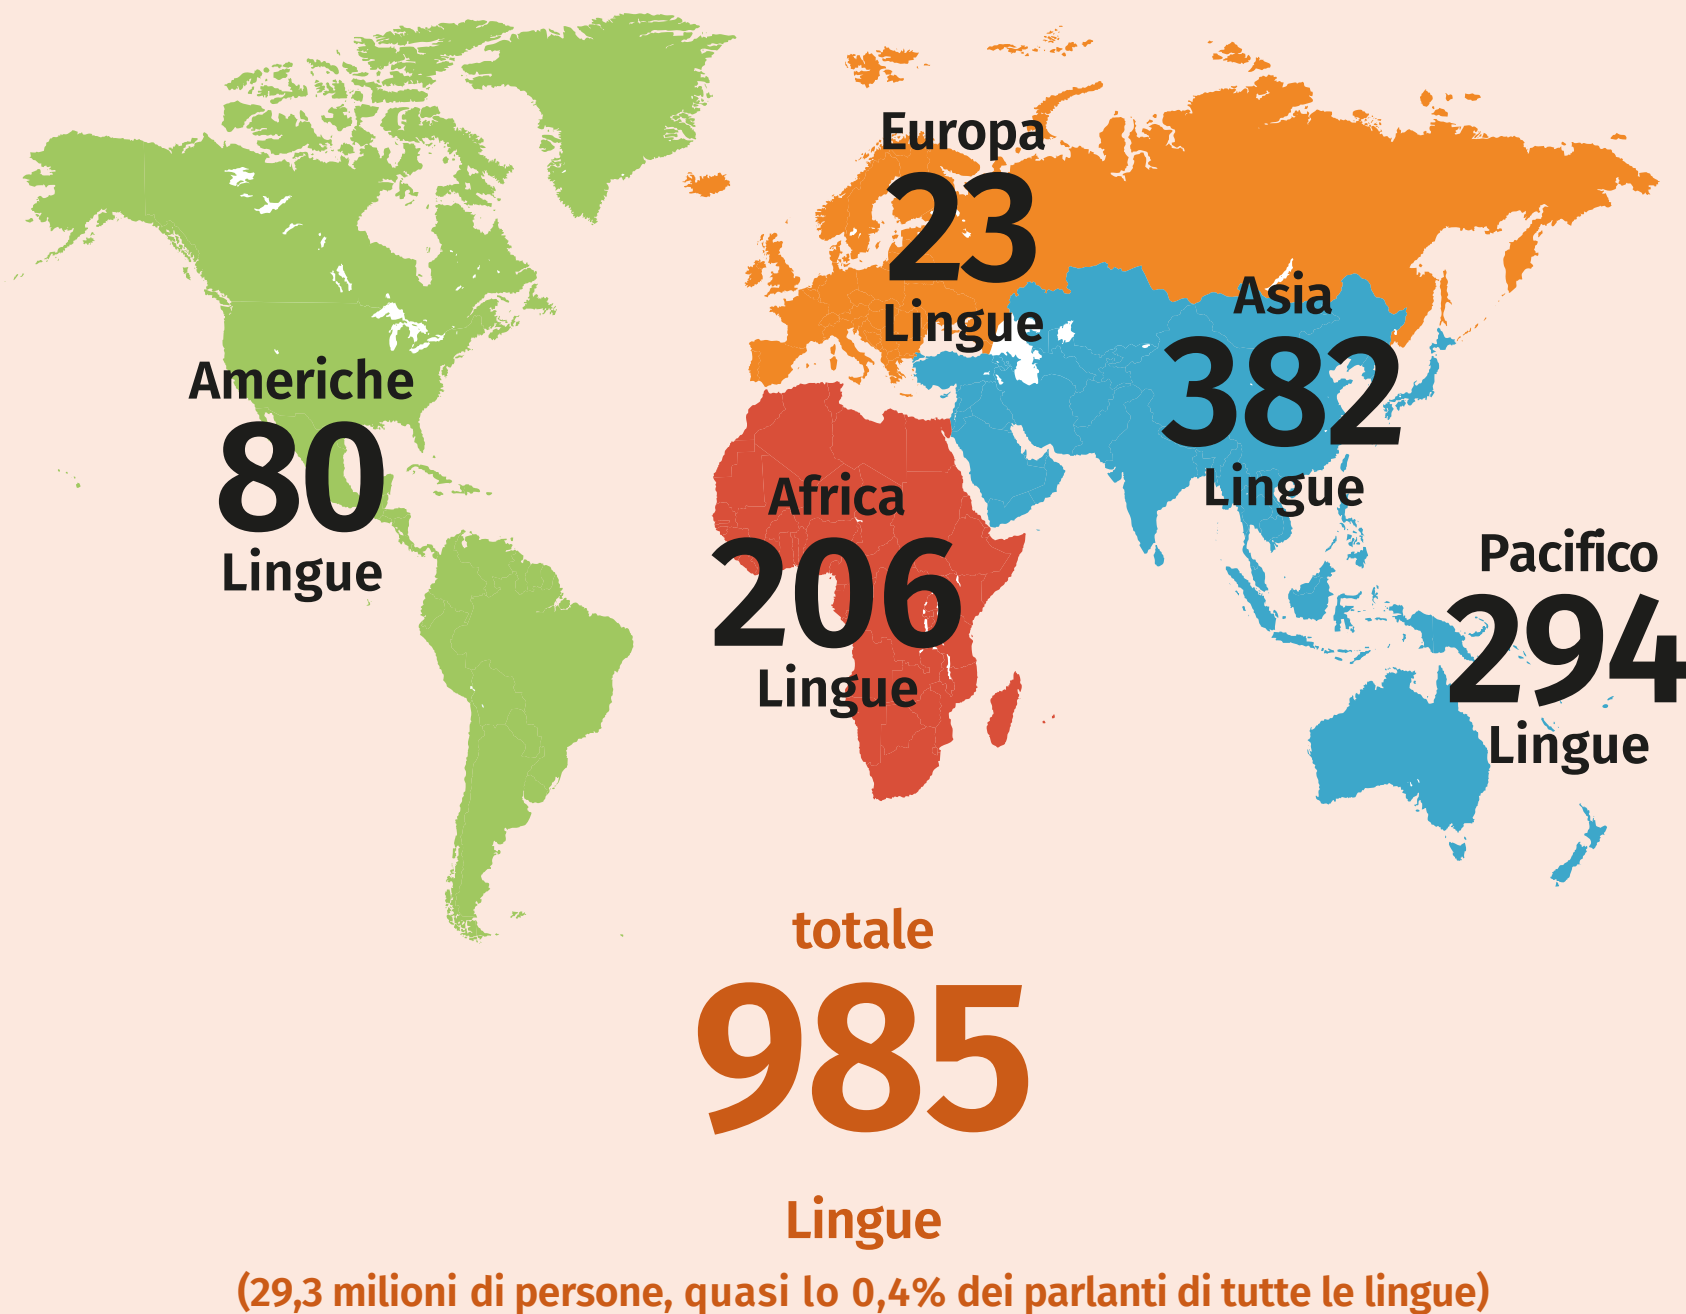 Europa
23
Lingue
Asia
382
Lingue
Americhe
80
Lingue
Africa
206
Lingue
Pacifico
294
Lingue
totale
985
Lingue
(29,3 milioni di persone, quasi lo 0,4% dei parlanti di tutte le lingue)